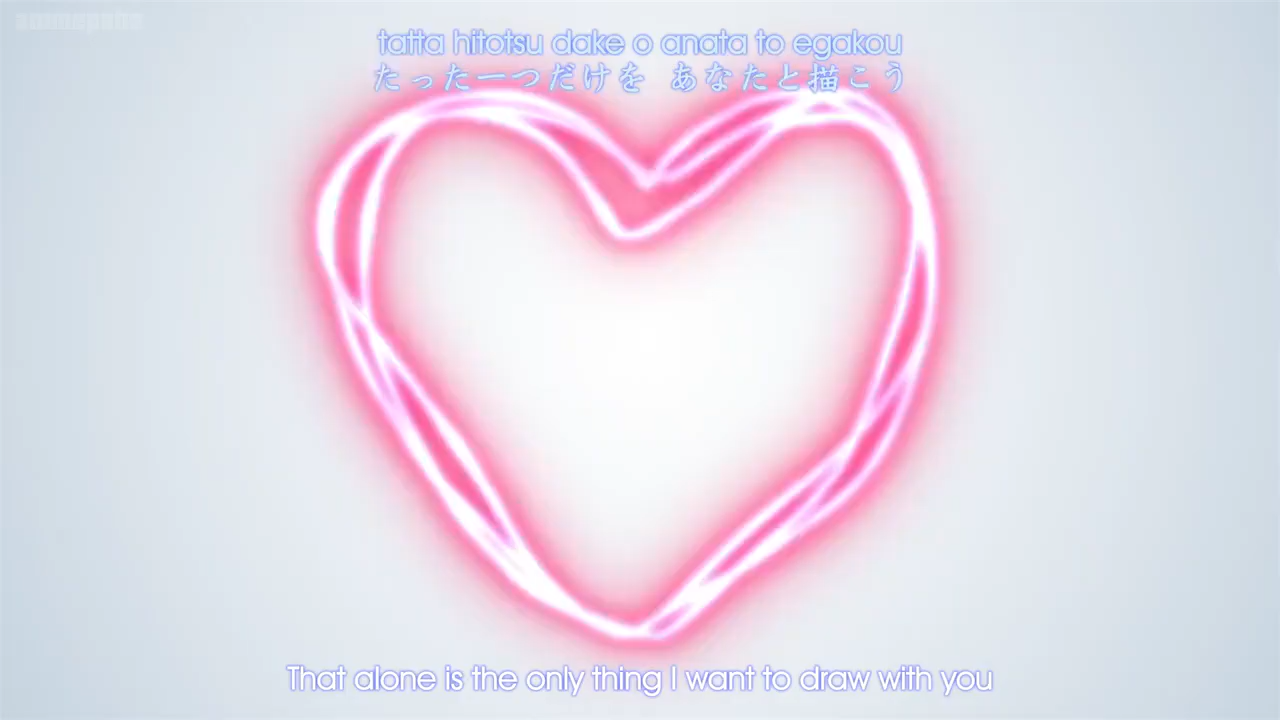 tatta hitotsu dake o anata to egakou
たった一つだけを あなたと描こう
That alone is the only thing I want to draw with you